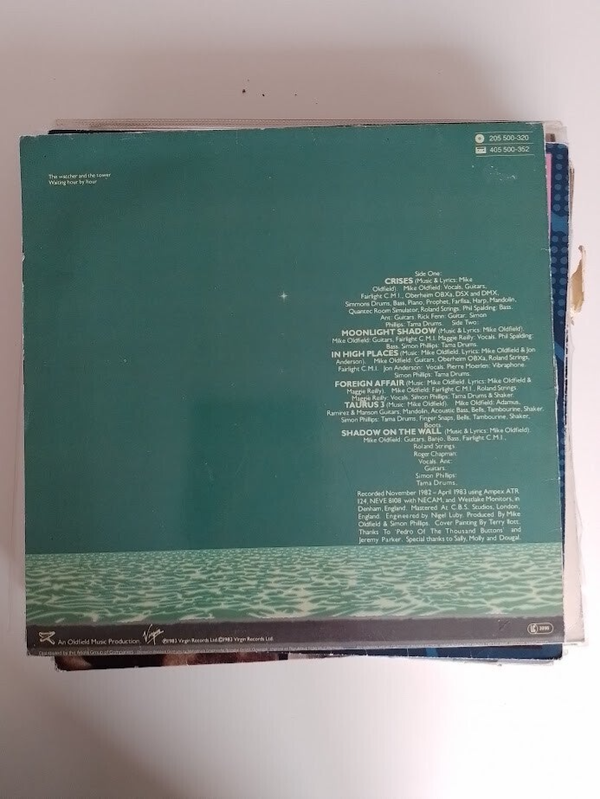 205 500-320
405 500-352
The watcher and the tower
Waiting hour by hour
Side One:
CRISES (Music & Lyrics: Mike
Oldfield). Mike Oldfield: Vocals, Guitars,
Fairlight C.M.I., Oberheim OBXa, DSX and DMX,
Simmons Drums, Bass, Piano, Prophet, Farfisa, Harp, Mandolin,
Quantec Room Simulator, Roland Strings. Phil Spalding: Bass.
Ant: Guitars. Rick Fenn: Guitar. Simon
Phillips: Tama Drums. Side Two:
MOONLIGHT SHADOW (Music & Lyrics: Mike Oldfield)
Mike Oldfield: Guitars, Fairlight C.M.I. Maggie Reilly: Vocals. Phil Spalding:
Bass. Simon Phillips: Tama Drums.
IN HIGH PLACES (Music: Mike Oldfield. Lyrics: Mike Oldfield & Jon
Anderson). Mike Oldfield: Guitars, Oberheim OBXa, Roland Strings,
Fairlight C.M.I. Jon Anderson: Vocals. Pierre Moerlen: Vibraphone.
Simon Phillips: Tama Drums.
FOREIGN AFFAIR (Music: Mike Oldfield. Lyrics: Mike Oldfield &
Maggie Reilly). Mike Oldfield: Fairlight C.M.I., Roland Strings.
Maggie Reilly: Vocals. Simon Phillips: Tama Drums & Shaker.
TAURUS 3 (Music: Mike Oldfield). Mike Oldfield: Adamus,
Ramirez & Manson Guitars, Mandolin, Acoustic Bass, Bells, Tambourine, Shaker.
Simon Phillips: Tama Drums, Finger Snaps, Bells, Tambourine, Shaker,
Boots.
SHADOW ON THE WALL (Music & Lyrics: Mike Oldfield)
Mike Oldfield: Guitars, Banjo, Bass, Fairlight C.M.I.,
Roland Strings.
Roger Chapman:
Vocals. Ant:
Guitars.
Simon Phillips:
Tama Drums.
Recorded November 1982 – April 1983 using Ampex ATR
124, NEVE 8108 with NECAM, and Westlake Monitors, in
Denham, England. Mastered At C.B.S. Studios, London,
England. Engineered by Nigel Luby. Produced By Mike
Oldfield & Simon Phillips. Cover Painting By Terry Ilott.
Thanks To 'Pedro Of The Thousand Buttons' and
Jeremy Parker. Special thanks to Sally, Molly and Dougal.
An Oldfield Music Production. Virgin ℗1983 Virgin Records Ltd. ©1983 Virgin Records Ltd.